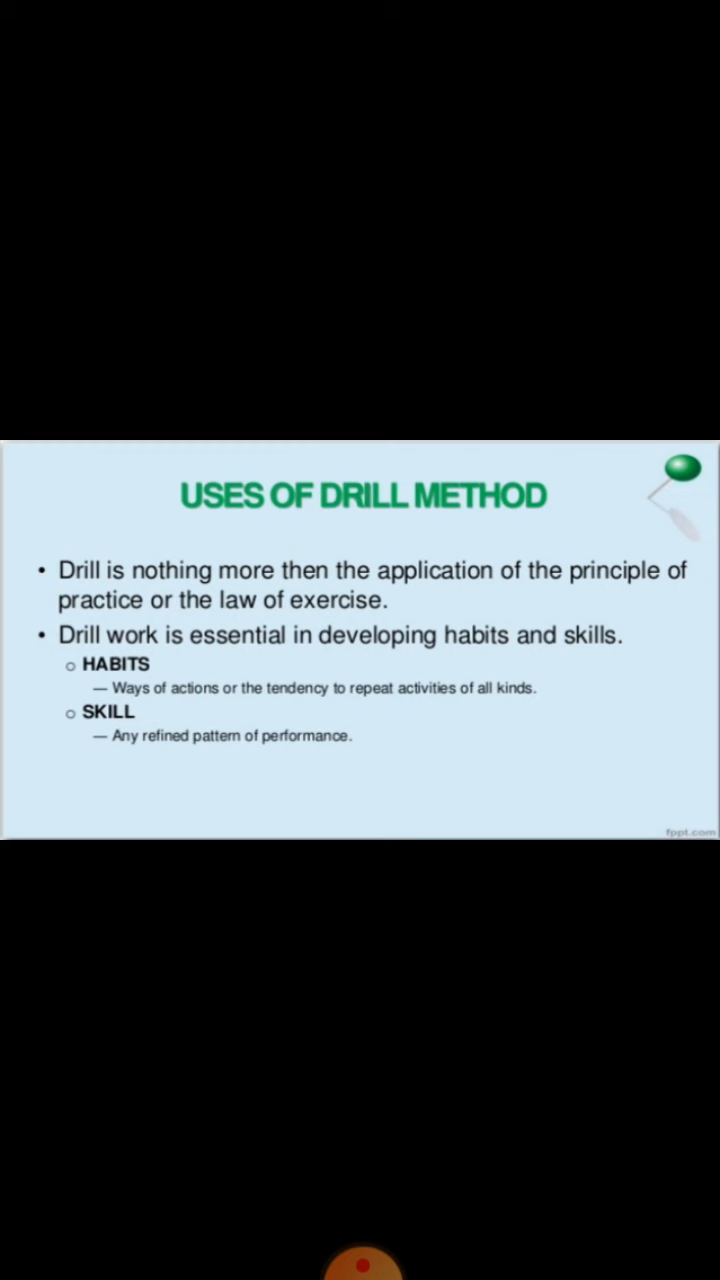 USES OF DRILL METHOD
• Drill is nothing more then the application of the principle of
practice or the law of exercise.
• Drill work is essential in developing habits and skills.
o HABITS
— Ways of actions or the tendency to repeat activities of all kinds.
o SKILL
— Any refined pattern of performance.
fppt.com